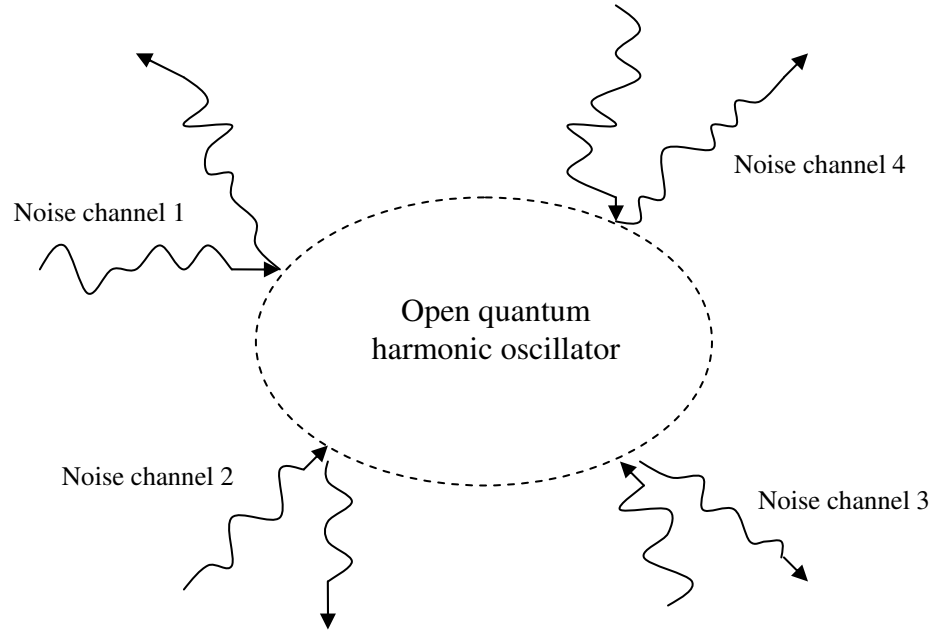 Noise channel 4
Noise channel 1
Open quantum
harmonic oscillator
Noise channel 2
Noise channel 3